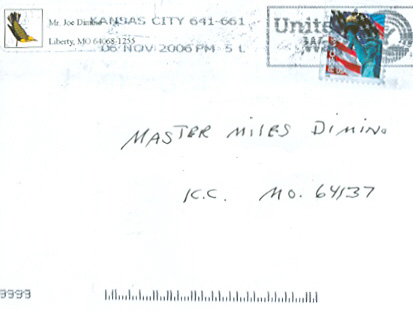 KANSAS CITY 641-661
Mr. Joe
Liberty, MO 64068-1255
06 NOV 2006 PM 5 L
United
MASTER MILES DIMINO
K.C. MO. 64137
9999